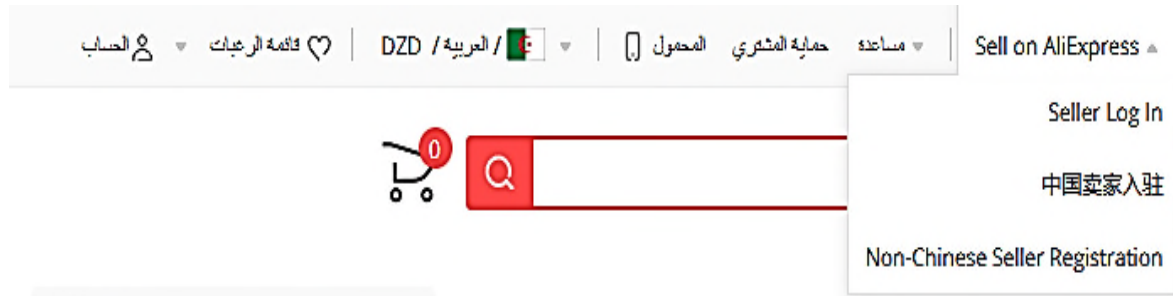 Sell on AliExpress مساعدة حماية المشتري المحمول / العربية / DZD قائمة الرغبات الحساب
Seller Log In
0
中国卖家入驻
Non-Chinese Seller Registration